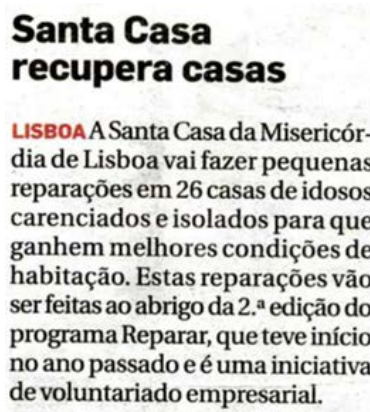 Santa Casa
recupera casas
LISBOA A Santa Casa da Misericór-
dia de Lisboa vai fazer pequenas
reparações em 26 casas de idosos
carenciados e isolados para que
ganhem melhores condições de
habitação. Estas reparações vão
ser feitas ao abrigo da 2.ª edição do
programa Reparar, que teve início
no ano passado e é uma iniciativa
de voluntariado empresarial.